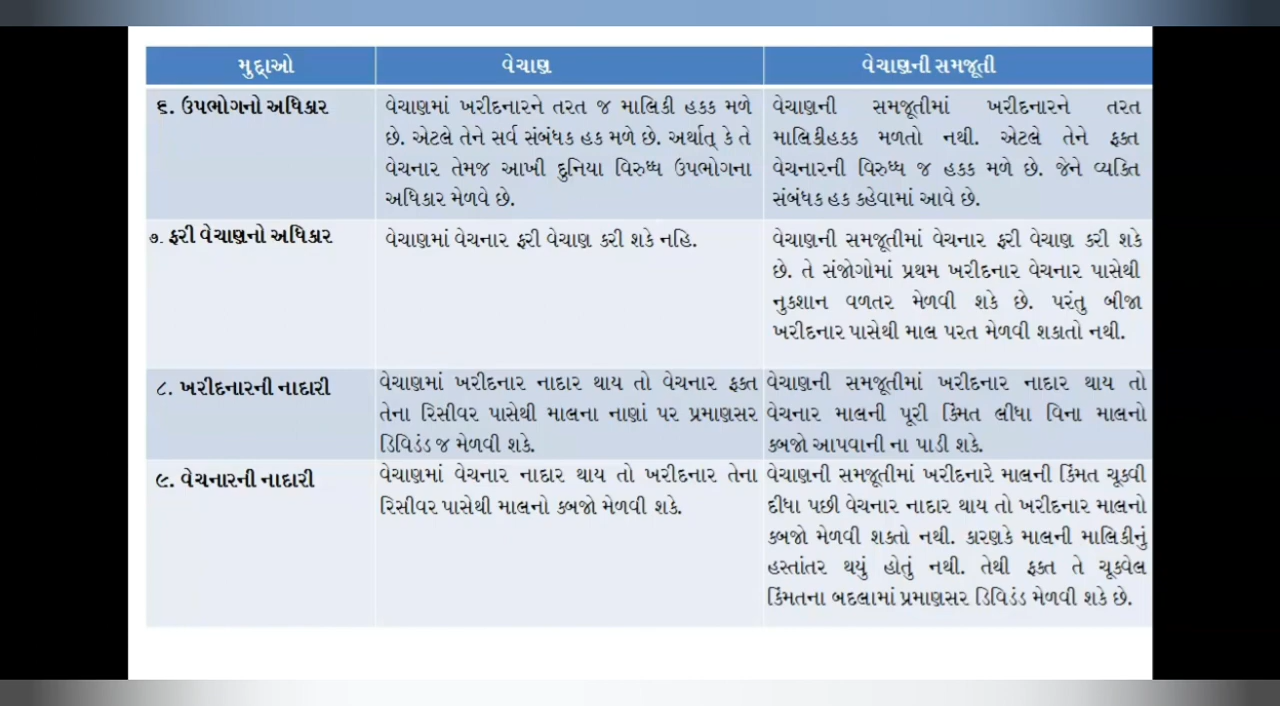 મુદ્દાઓ
વેચાણ
વેચાણની સમજૂતી
૬. ઉપભોગનો અધિકાર
વેચાણમાં ખરીદનારને તરત જ માલિકી હકક મળે
છે. એટલે તેને સર્વ સંબંધક હક મળે છે. અર્થાત્ કે તે
વેચનાર તેમજ આખી દુનિયા વિરુધ્ધ ઉપભોગના
અધિકાર મેળવે છે.
વેચાણની સમજૂતીમાં ખરીદનારને તરત
માલિકીહકક મળતો નથી. એટલે તેને ફક્ત
વેચનારની વિરુધ્ધ જ હકક મળે છે. જેને વ્યકિત
સંબંધક હક કહેવામાં આવે છે.
૭. ફરી વેચાણનો અધિકાર
વેચાણમાં વેચનાર ફરી વેચાણ કરી શકે નહિ.
વેચાણની સમજૂતીમાં વેચનાર ફરી વેચાણ કરી શકે
છે. તે સંજોગોમાં પ્રથમ ખરીદનાર વેચનાર પાસેથી
નુકશાન વળતર મેળવી શકે છે. પરંતુ બીજા
ખરીદનાર પાસેથી માલ પરત મેળવી શકાતો નથી.
૮. ખરીદનારની નાદારી
વેચાણમાં ખરીદનાર નાદાર થાય તો વેચનાર ફક્ત
તેના રિસીવર પાસેથી માલના નાણાં પર પ્રમાણસર
ડિવિડંડ જ મેળવી શકે.
વેચાણની સમજૂતીમાં ખરીદનાર નાદાર થાય તો
વેચનાર માલની પૂરી કિંમત લીધા વિના માલનો
કબજો આપવાની ના પાડી શકે.
૯. વેચનારની નાદારી
વેચાણમાં વેચનાર નાદાર થાય તો ખરીદનાર તેના
રિસીવર પાસેથી માલનો કબજો મેળવી શકે.
વેચાણની સમજૂતીમાં ખરીદનારે માલની કિંમત ચૂકવી
દીધા પછી વેચનાર નાદાર થાય તો ખરીદનાર માલનો
કબજો મેળવી શકતો નથી. કારણકે માલની માલિકીનું
હસ્તાંતર થયું હોતું નથી. તેથી ફક્ત તે ચૂકવેલ
કિંમતના બદલામાં પ્રમાણસર ડિવિડંડ મેળવી શકે છે.